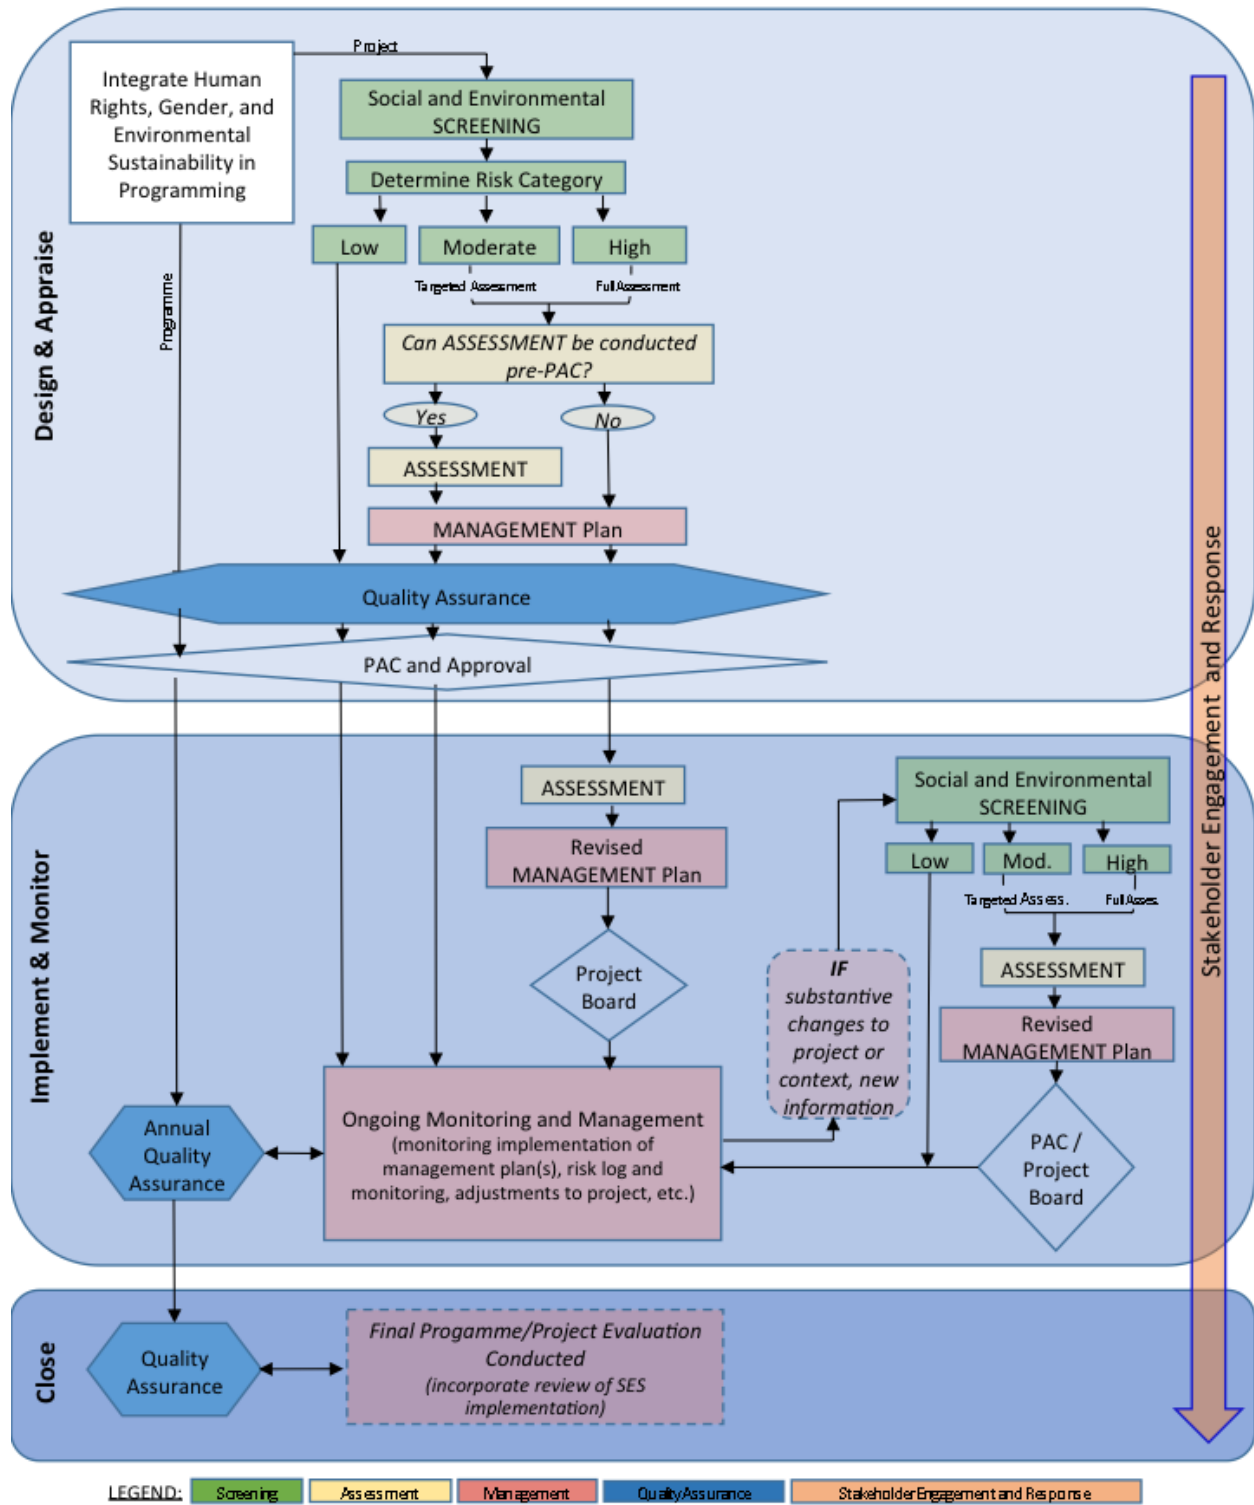 Project
Integrate Human
Rights, Gender, and
Environmental
Sustainability in
Programming
Social and Environmental
SCREENING
Determine Risk Category
Low
Moderate
High
Targeted Assessment
Full Assessment
Programme
Can ASSESSMENT be conducted
pre-PAC?
Yes
No
ASSESSMENT
MANAGEMENT Plan
Quality Assurance
PAC and Approval
Design & Appraise
Stakeholder Engagement and Response
ASSESSMENT
Revised
MANAGEMENT Plan
Project
Board
Social and Environmental
SCREENING
Low
Mod.
High
Targeted Assess.
Full Asses.
ASSESSMENT
Revised
MANAGEMENT Plan
PAC /
Project
Board
IF
substantive
changes to
project or
context, new
information
Ongoing Monitoring and Management
(monitoring implementation of
management plan(s), risk log and
monitoring, adjustments to project, etc.)
Annual
Quality
Assurance
Implement & Monitor
Close
Quality
Assurance
Final Progamme/Project Evaluation
Conducted
(incorporate review of SES
implementation)
LEGEND:
Screening
Assessment
Management
Quality Assurance
Stakeholder Engagement and Response